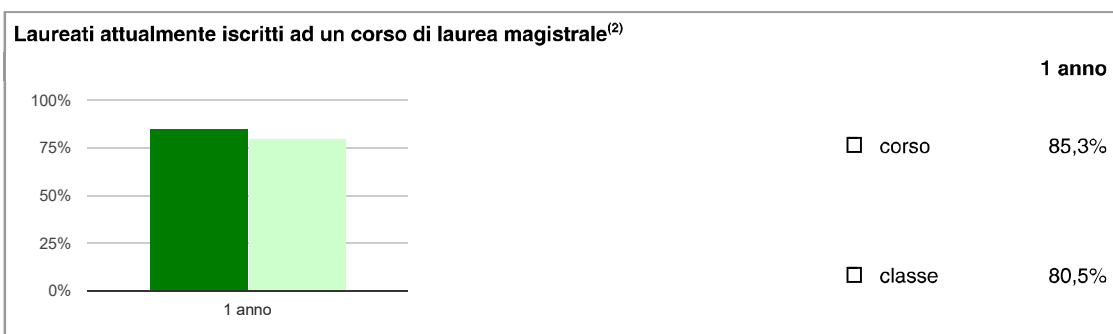 Laureati attualmente iscritti ad un corso di laurea magistrale(2)
1 anno
100%
75%
50%
25%
0%
1 anno
corso 85,3%
classe 80,5%